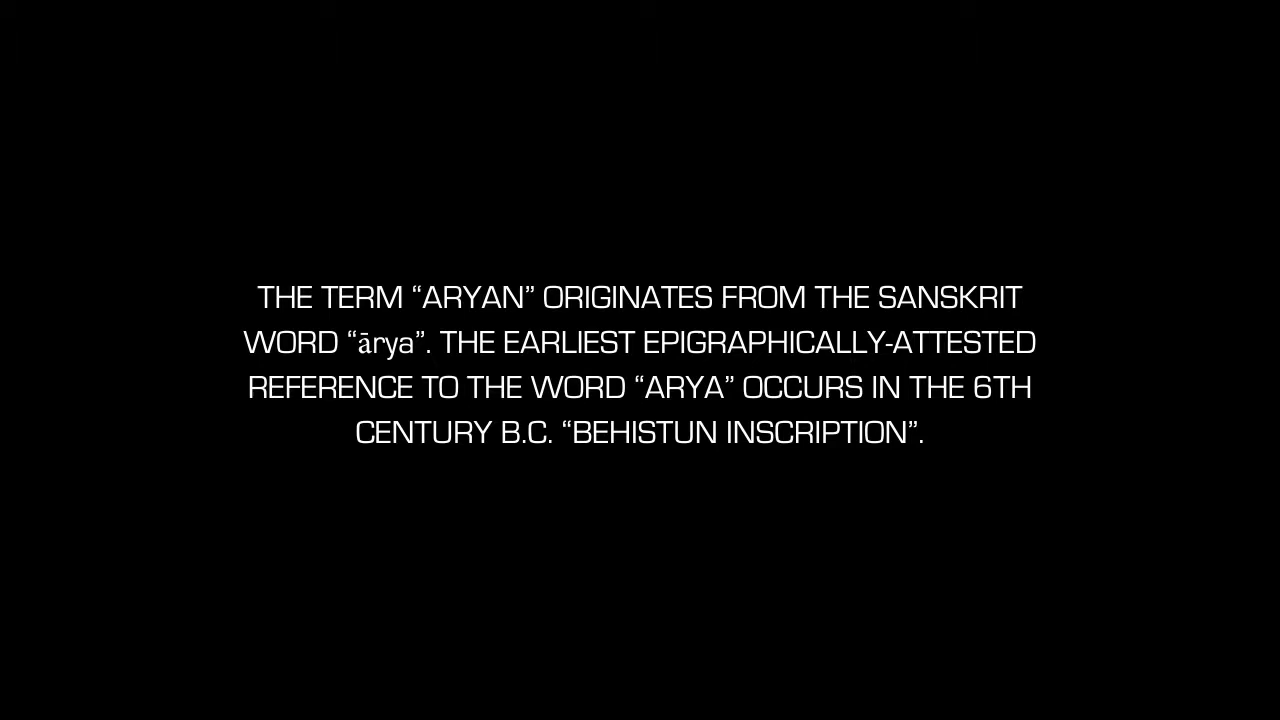 THE TERM “ARYAN” ORIGINATES FROM THE SANSKRIT
WORD “ārya”. THE EARLIEST EPIGRAPHICALLY-ATTESTED
REFERENCE TO THE WORD “ARYA” OCCURS IN THE 6TH
CENTURY B.C. “BEHISTUN INSCRIPTION”.